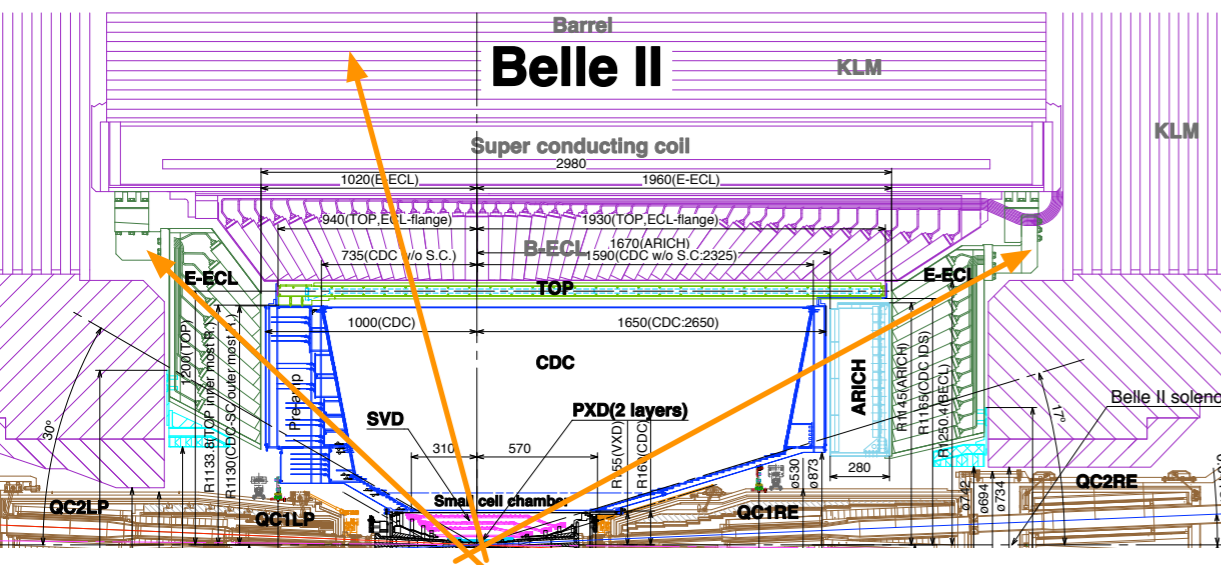 Barrel
Belle II
KLM
KLM
Super conducting coil
2980
1020(E-ECL)
1960(E-ECL)
940(TOP,ECL-flange)
1930(TOP,ECL-flange)
B-ECL
1670(ARICH)
735(CDC w/o S.C.)
1590(CDC w/o S.C:2325)
E-ECL
E-ECL
TOP
1000(CDC)
1650(CDC:2650)
CDC
1200(TOP)
R1133.8(TOP inner most R.)
R1130(CDC-SC outer most R.)
Pre-amp
ARICH
R1145(ARICH)
R1165(CDC IDS)
R1250.4(BECL)
Belle II soleno
30°
17°
SVD
PXD(2 layers)
310
570
R155(VXD)
R160(CDC)
280
ø530
ø873
ø742
ø694
ø734
Small cell chamber
QC2LP
QC1LP
QC1RE
QC2RE